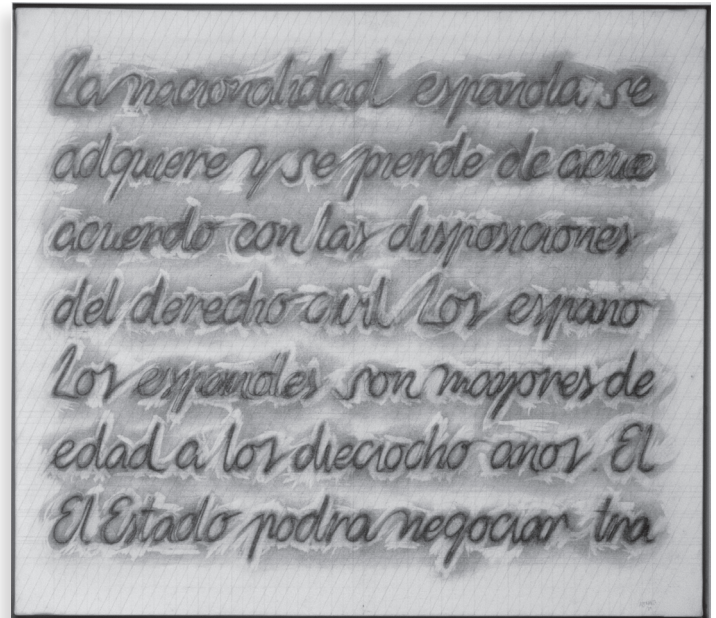 La nacionalidad espanola se
adquiere y se pierde de acue
acuerdo con las disposiciones
del derecho civil Los espano
Los espanoles son mayores de
edad a los dieciocho anos. El
El Estado podra negociar tra